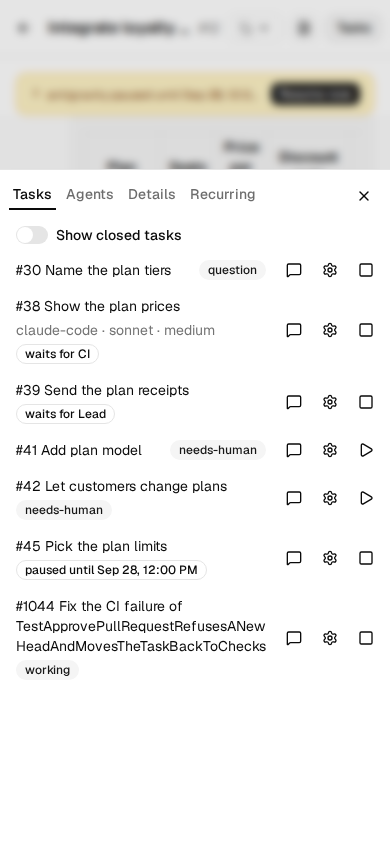 Tasks Agents Details Recurring
Show closed tasks
#30 Name the plan tiers question
#38 Show the plan prices
claude-code · sonnet · medium
waits for CI
#39 Send the plan receipts
waits for Lead
#41 Add plan model needs-human
#42 Let customers change plans
needs-human
#45 Pick the plan limits
paused until Sep 28, 12:00 PM
#1044 Fix the CI failure of
TestApprovePullRequestRefusesANew
HeadAndMovesTheTaskBackToChecks
working